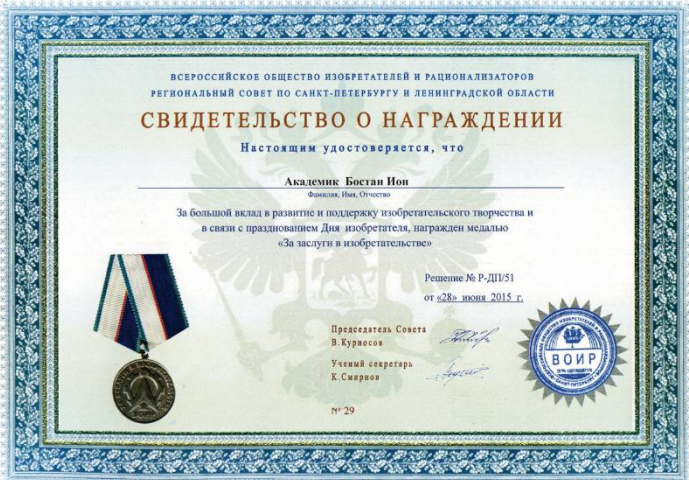 ВСЕРОССИЙСКОЕ ОБЩЕСТВО ИЗОБРЕТАТЕЛЕЙ И РАЦИОНАЛИЗАТОРОВ
РЕГИОНАЛЬНЫЙ СОВЕТ ПО САНКТ-ПЕТЕРБУРГУ И ЛЕНИНГРАДСКОЙ ОБЛАСТИ
СВИДЕТЕЛЬСТВО О НАГРАЖДЕНИИ
Настоящим удостоверяется, что
Академик Бостан Ион
Фамилия, Имя, Отчество
За большой вклад в развитие и поддержку изобретательского творчества и
в связи с празднованием Дня изобретателя, награжден медалью
«За заслуги в изобретательстве»
Решение № Р-ДП/51
от «28» июня 2015 г.
Председатель Совета
В.Курносов
Ученый секретарь
К.Смирнов
№ 29
ВОИР